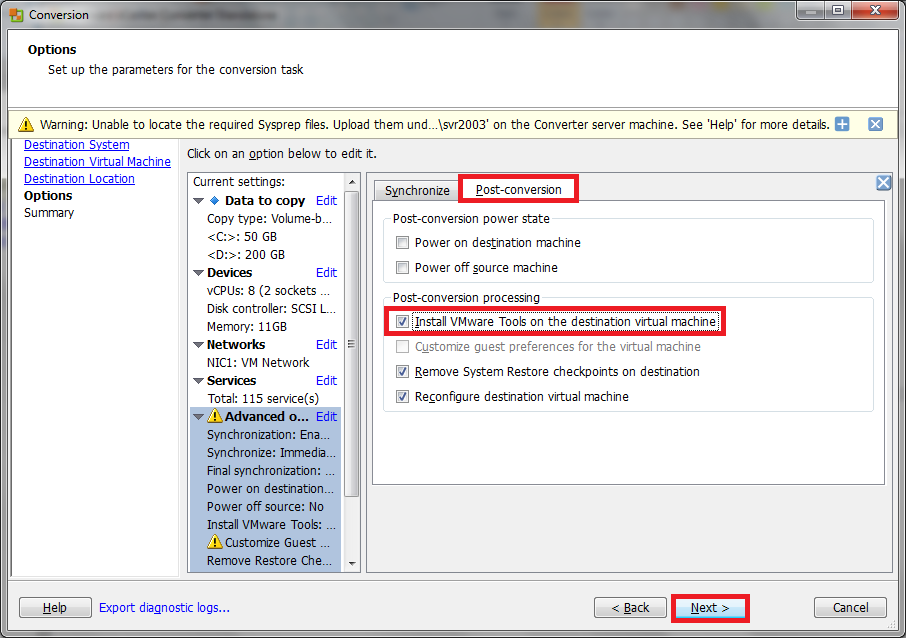 Conversion
Options
Set up the parameters for the conversion task
Warning: Unable to locate the required Sysprep files. Upload them und...\svr2003' on the Converter server machine. See 'Help' for more details.
Destination System
Destination Virtual Machine
Destination Location
Options
Summary
Click on an option below to edit it.
Current settings:
Data to copy Edit
Copy type: Volume-b...
<C:>: 50 GB
<D:>: 200 GB
Devices Edit
vCPUs: 8 (2 sockets ...
Disk controller: SCSI L...
Memory: 11GB
Networks Edit
NIC1: VM Network
Services Edit
Total: 115 service(s)
Advanced o... Edit
Synchronization: Ena...
Synchronize: Immedia...
Final synchronization: ...
Power on destination...
Power off source: No
Install VMware Tools: ...
Customize Guest ...
Remove Restore Che...
Synchronize Post-conversion
Post-conversion power state
Power on destination machine
Power off source machine
Post-conversion processing
Install VMware Tools on the destination virtual machine
Customize guest preferences for the virtual machine
Remove System Restore checkpoints on destination
Reconfigure destination virtual machine
Help Export diagnostic logs... < Back Next > Cancel